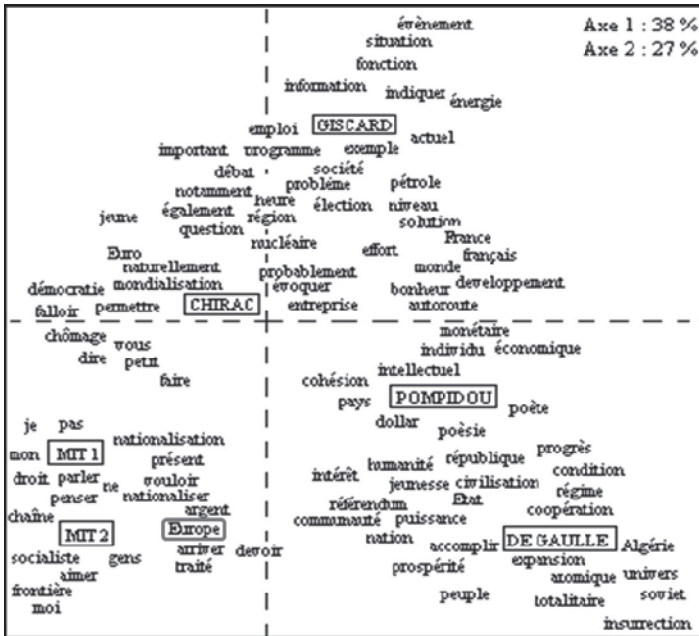 évènement
Axe 1 : 38 %
situation
Axe 2 : 27 %
fonction
information
indiquer
énergie
emploi
GISCARD
actuel
important
programme
exemple
débat
société
problème
pétrole
notamment
heure
élection
niveau
jeune
également
région
solution
question
nucléaire
France
Euro
effort
français
naturellement
probablement
monde
démocratie
mondialisation
évoquer
bonheur
developpement
falloir
permettre
CHIRAC
entreprise
autoroute
chômage
vous
monétaire
dire
petit
individu
économique
faire
intellectuel
cohésion
pays
POMPIDOU
poète
dollar
je
pas
poèsie
mon
MIT 1
nationalisation
présent
progrès
humanité
république
condition
droit
parler
ne
vouloir
intérêt
jeunesse
civilisation
penser
nationaliser
Etat
régime
chaîne
argent
référendum
coopération
communauté
puissance
MIT 2
Europe
nation
DE GAULLE
socialiste
gens
arriver
devoir
accomplir
Algérie
aimer
traité
expansion
prospérité
atomique
univers
frontière
peuple
totalitaire
soviet
moi
insurrection